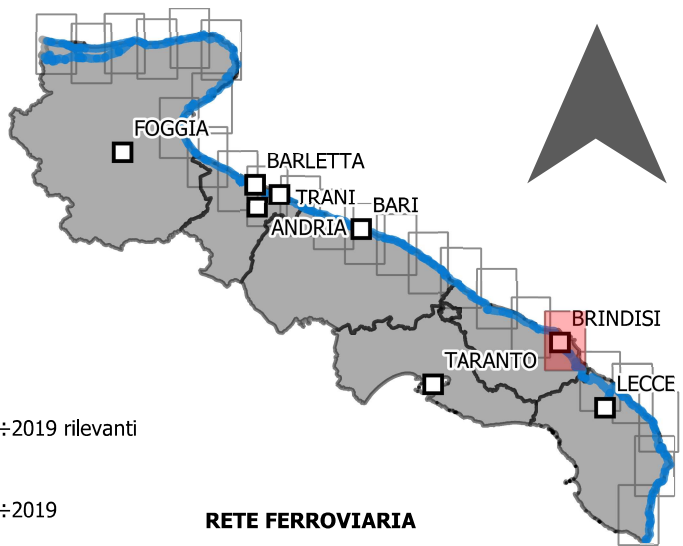 FOGGIA
BARLETTA
TRANI
BARI
ANDRIA
BRINDISI
TARANTO
LECCE
÷2019 rilevanti
÷2019
RETE FERROVIARIA